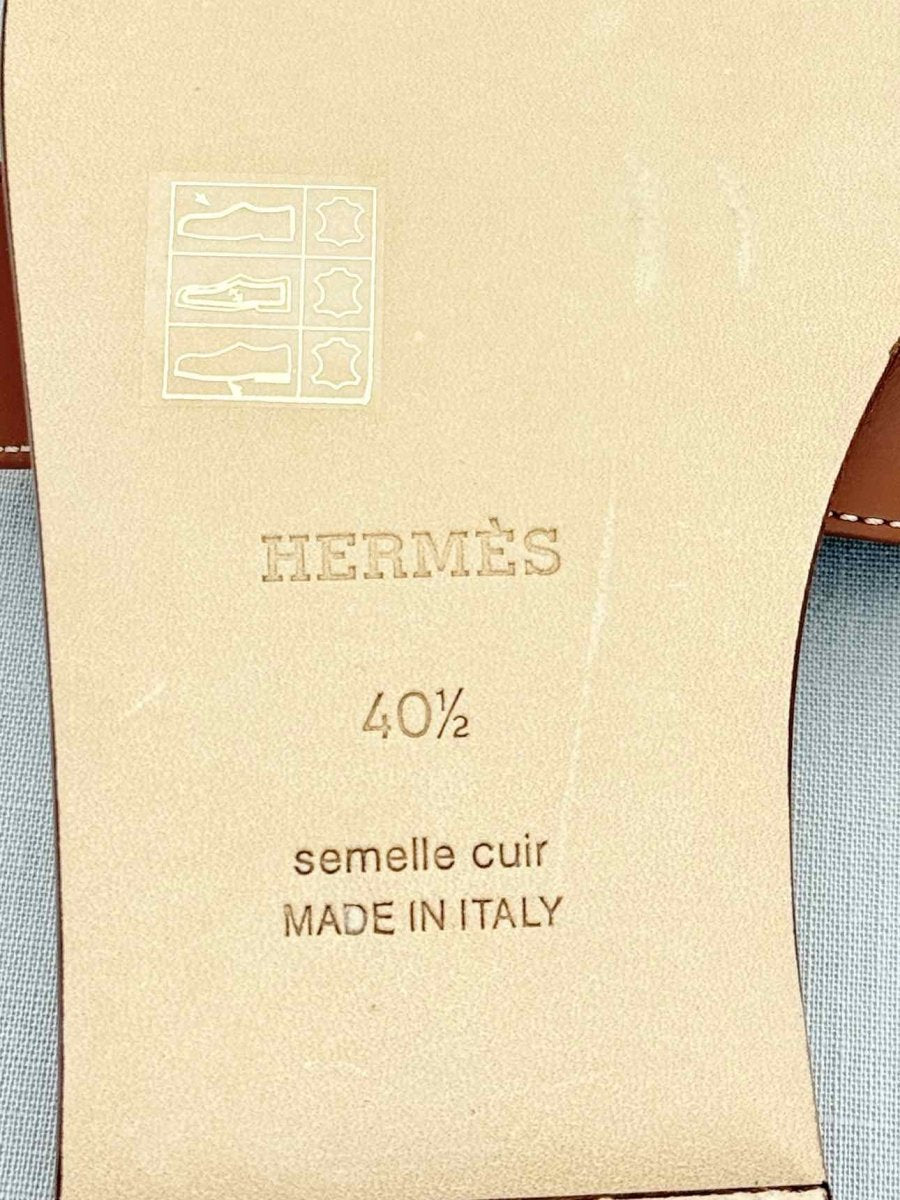 HERMÈS
40½
semelle cuir
MADE IN ITALY